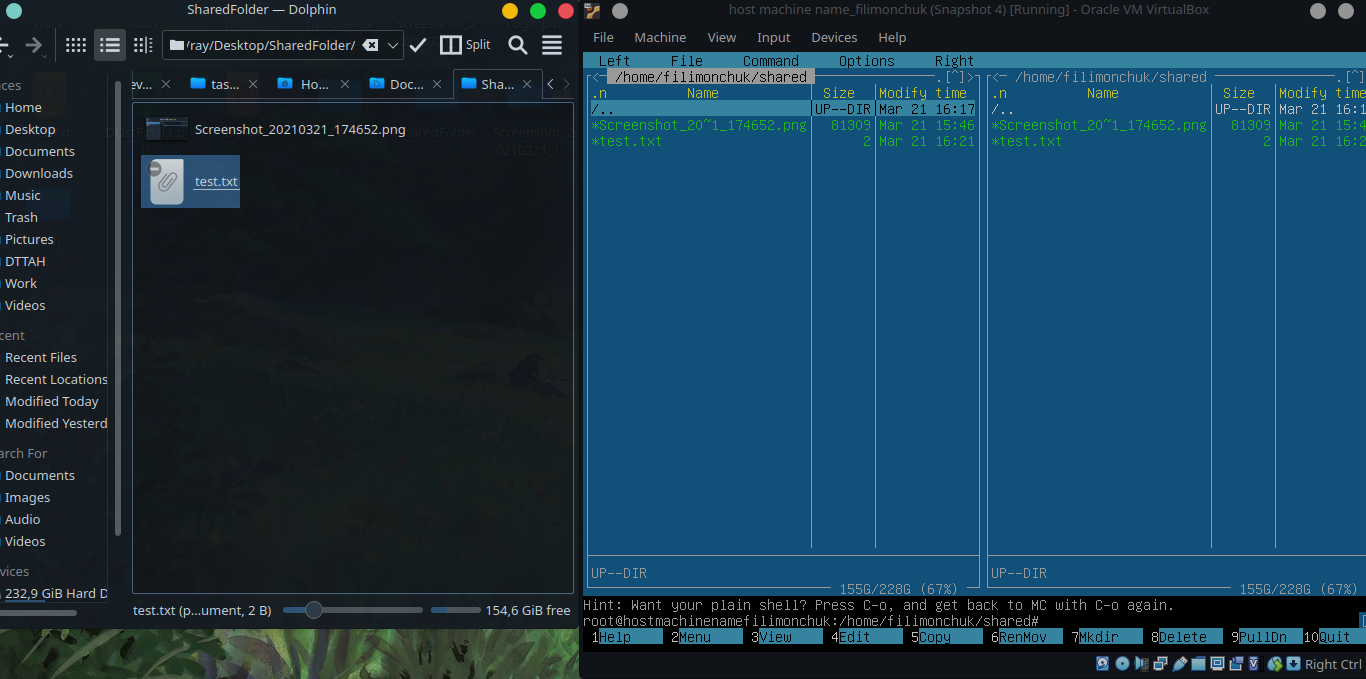 SharedFolder — Dolphin
/ray/Desktop/SharedFolder/
Split
ev...
tas...
Ho...
Doc...
Sha...
ces
Home
Desktop
Documents
Downloads
Music
Trash
Pictures
DTTAH
Work
Videos
cent
Recent Files
Recent Locations
Modified Today
Modified Yesterd
arch For
Documents
Images
Audio
Videos
vices
232,9 GiB Hard D
Screenshot_20210321_174652.png
test.txt
test.txt (p...ument, 2 B)
154,6 GiB free
host machine name_filimonchuk (Snapshot 4) [Running] - Oracle VM VirtualBox
File Machine View Input Devices Help
Left File Command Options Right
<─ /home/filimonchuk/shared ─.[^]>
.n Name Size Modify time
/.. UP--DIR Mar 21 16:17
*Screenshot_20~1_174652.png 81309 Mar 21 15:46
*test.txt 2 Mar 21 16:21
UP--DIR
155G/228G (67%)
<─ /home/filimonchuk/shared ─.[^]
.n Name Size Modify time
/.. UP--DIR Mar 21 16:1
*Screenshot_20~1_174652.png 81309 Mar 21 15:4
*test.txt 2 Mar 21 16:2
UP--DIR
155G/228G (67%)
Hint: Want your plain shell? Press C-o, and get back to MC with C-o again.
root@hostmachinenamefilimonchuk:/home/filimonchuk/shared#
1Help 2Menu 3View 4Edit 5Copy 6RenMov 7Mkdir 8Delete 9PullDn 10Quit
Right Ctrl